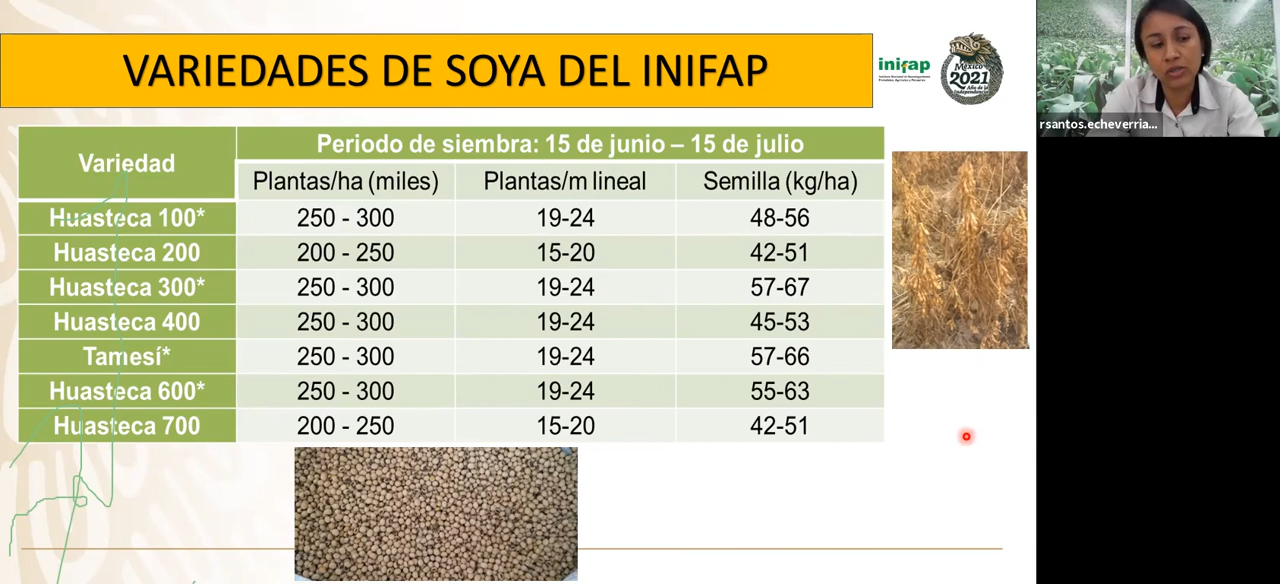 VARIEDADES DE SOYA DEL INIFAP
inifap
México
2021
Año de la
Independencia
rsantos.echeverria...
Variedad
Periodo de siembra: 15 de junio – 15 de julio
Plantas/ha (miles) Plantas/m lineal Semilla (kg/ha)
Huasteca 100* 250 - 300 19-24 48-56
Huasteca 200 200 - 250 15-20 42-51
Huasteca 300* 250 - 300 19-24 57-67
Huasteca 400 250 - 300 19-24 45-53
Tamesí* 250 - 300 19-24 57-66
Huasteca 600* 250 - 300 19-24 55-63
Huasteca 700 200 - 250 15-20 42-51